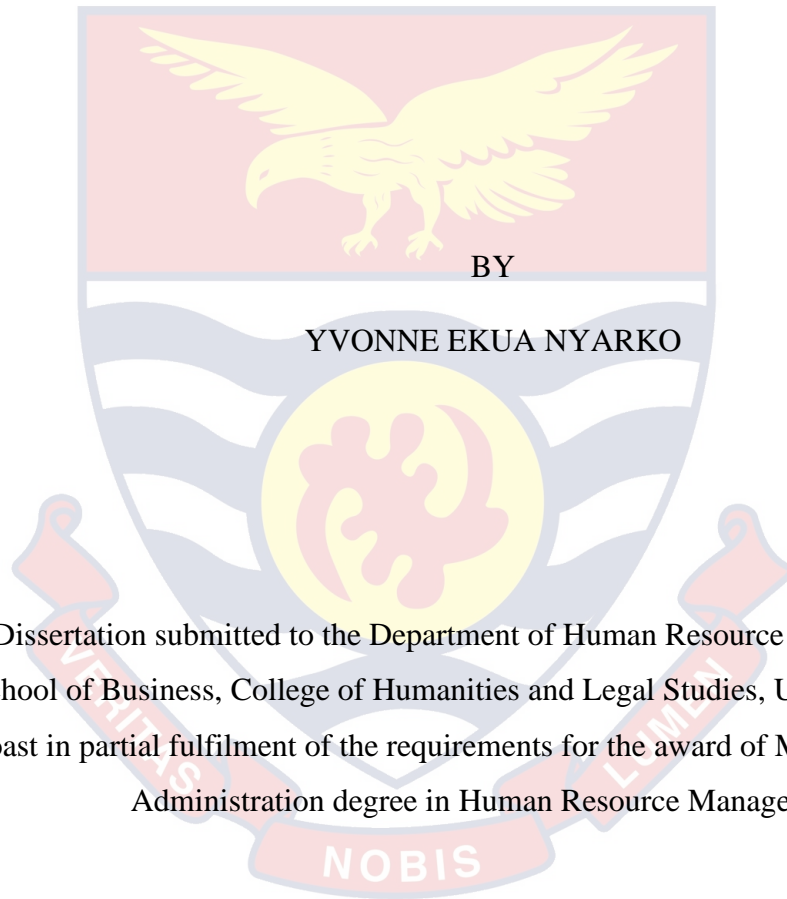 BY
YVONNE EKUA NYARKO
Dissertation submitted to the Department of Human Resource
hool of Business, College of Humanities and Legal Studies, U
oast in partial fulfilment of the requirements for the award of M
Administration degree in Human Resource Manage
VERITAS
NOBIS
LUMEN